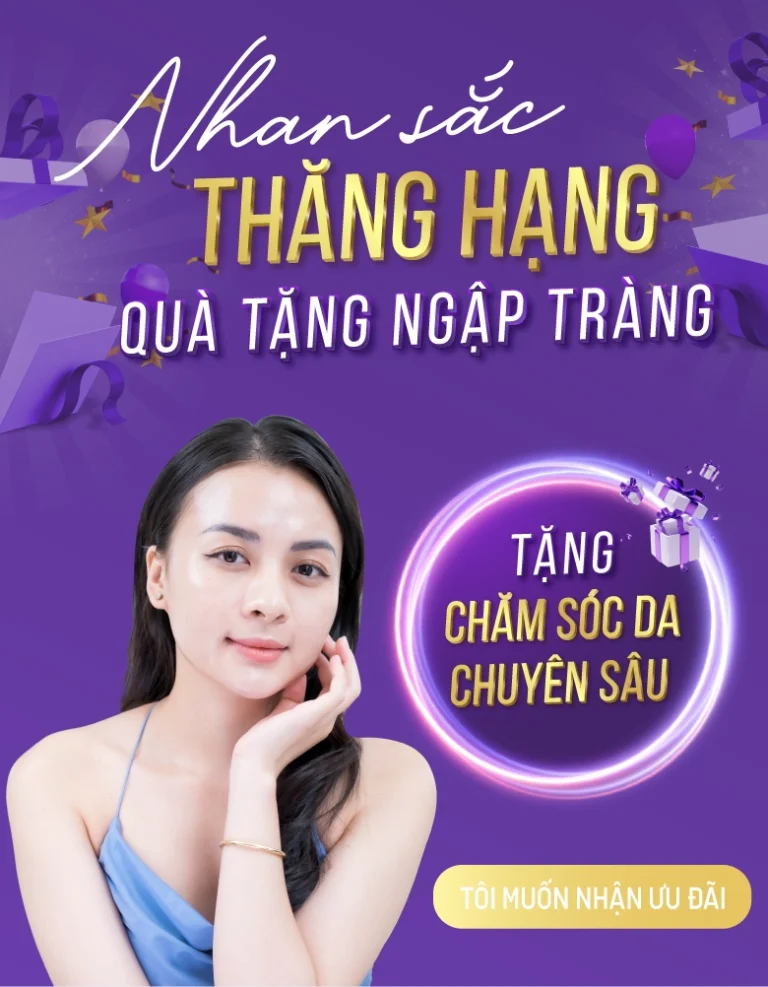 Nhan sắc
THĂNG HẠNG
QUÀ TẶNG NGẬP TRÀNG
TẶNG
CHĂM SÓC DA
CHUYÊN SÂU
TÔI MUỐN NHẬN ƯU ĐÃI